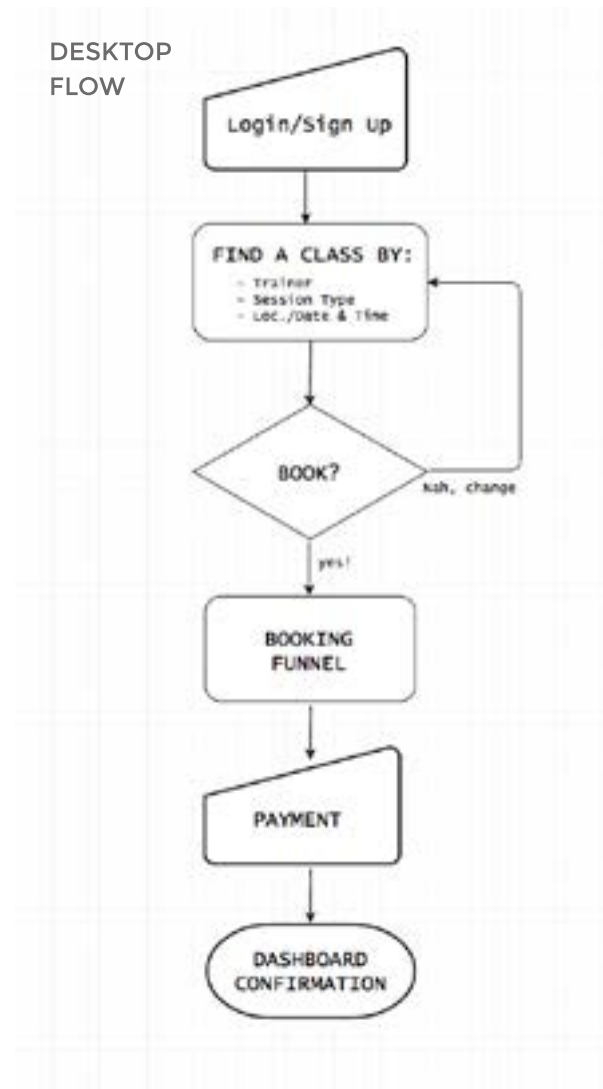 DESKTOP
FLOW
Login/Sign Up
FIND A CLASS BY:
- Trainer
- Session Type
- Loc./Date & Time
BOOK?
Nah, change
yes!
BOOKING
FUNNEL
PAYMENT
DASHBOARD
CONFIRMATION